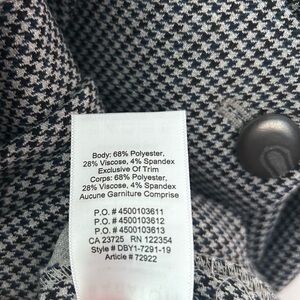 Body: 68% Polyester,
28% Viscose, 4% Spandex
Exclusive Of Trim
Corps: 68% Polyester,
28% Viscose, 4% Spandex
Aucune Garniture Comprise
P.O. # 4500103611
P.O. # 4500103612
P.O. # 4500103613
CA 23725 RN 122354
Style # DBY1-7291-19
Article # 72922